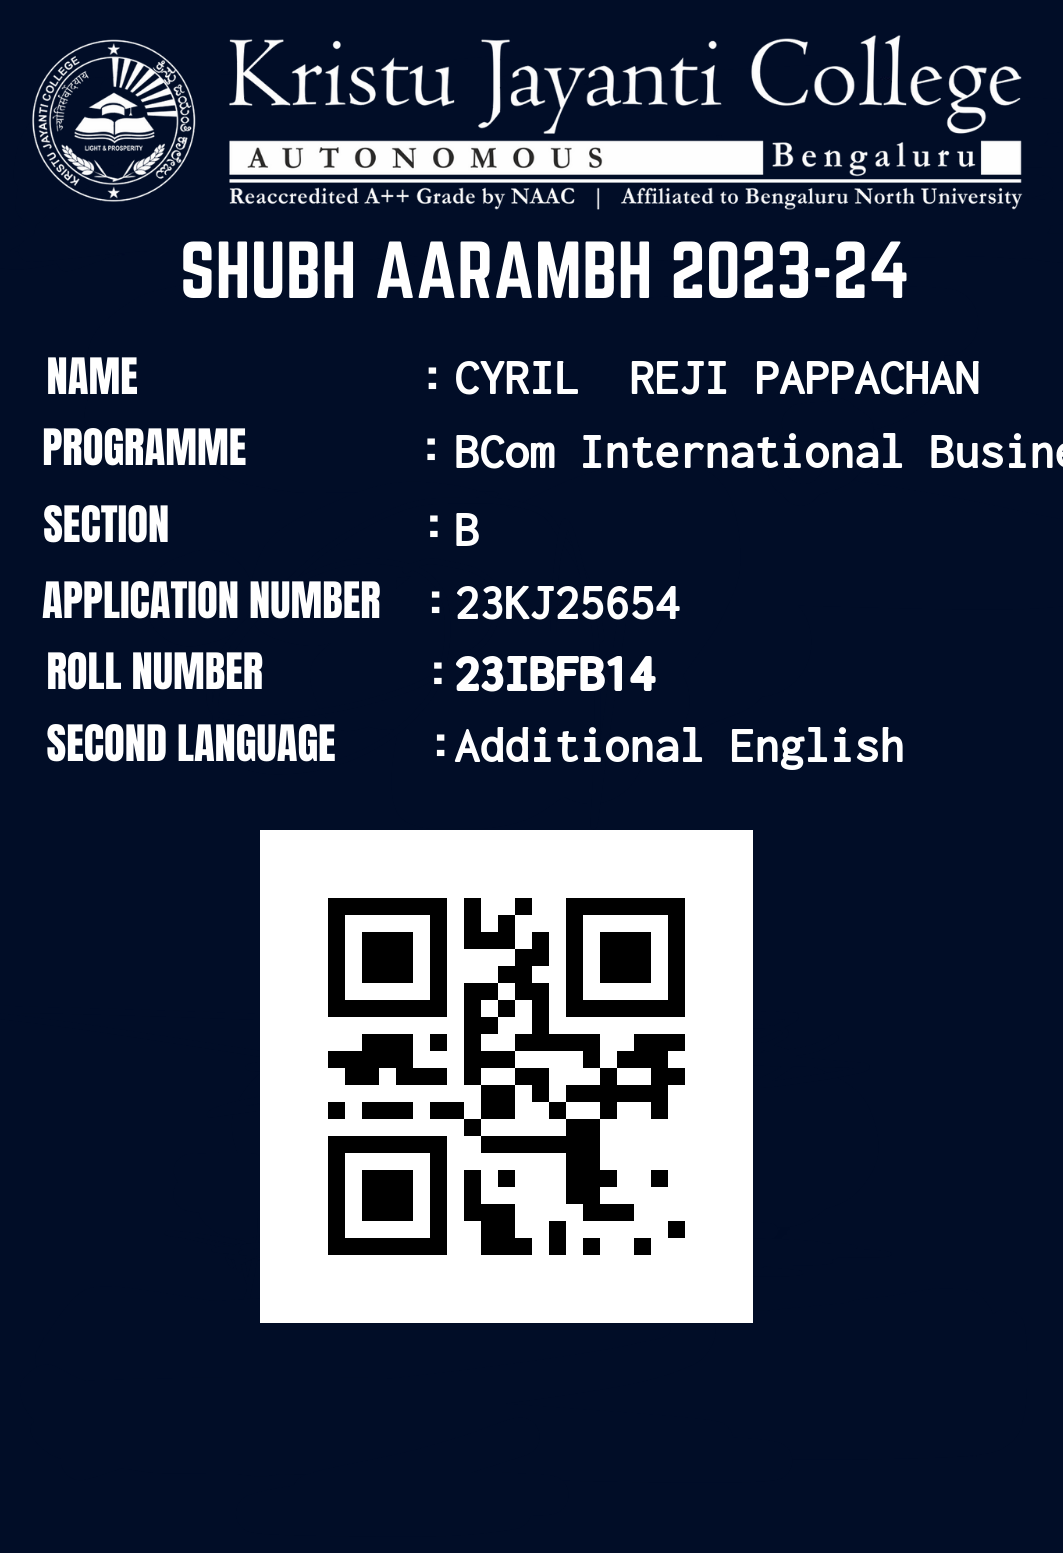 KRISTU JAYANTI COLLEGE
ಕ್ರಿಸ್ತು ಜಯಂತಿ ಕಾಲೇಜು
LIGHT & PROSPERITY
Kristu Jayanti College
AUTONOMOUS Bengaluru
Reaccredited A++ Grade by NAAC | Affiliated to Bengaluru North University
SHUBH AARAMBH 2023-24
NAME : CYRIL REJI PAPPACHAN
PROGRAMME : BCom International Busine
SECTION : B
APPLICATION NUMBER : 23KJ25654
ROLL NUMBER : 23IBFB14
SECOND LANGUAGE : Additional English